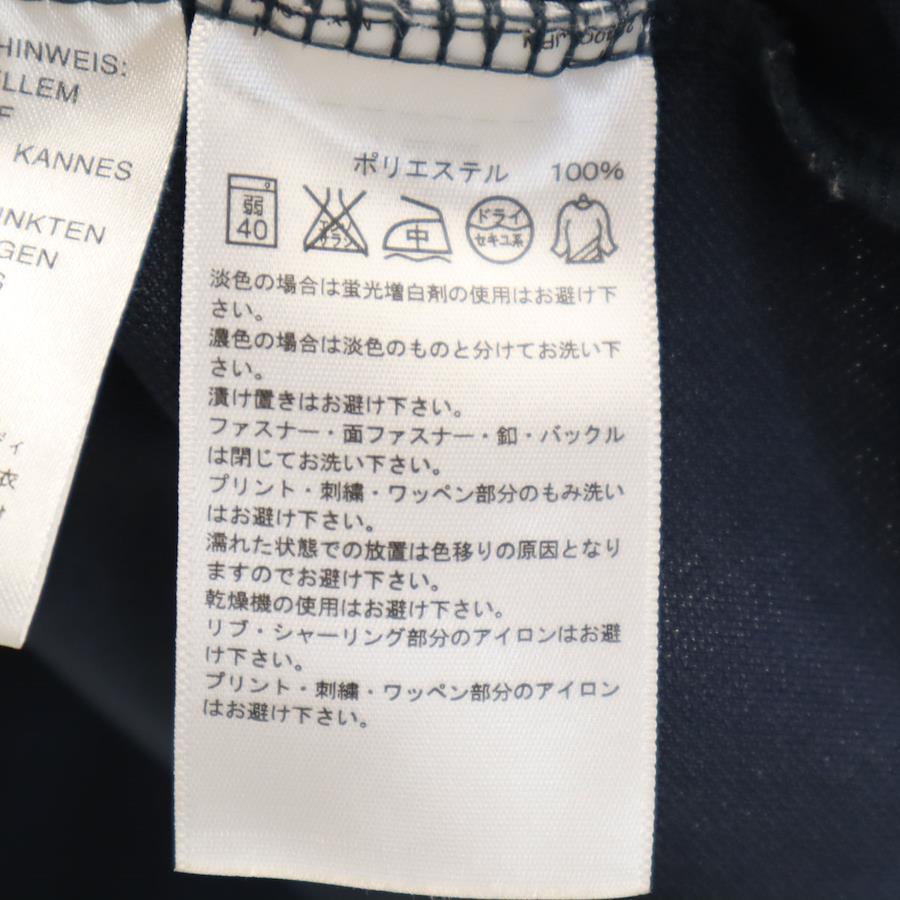 HINWEIS:
KANNES
ポリエステル 100%
弱
40
エンソ
サラシ
中
ドライ
セキユ系
淡色の場合は蛍光増白剤の使用はお避け下
さい。
濃色の場合は淡色のものと分けてお洗い下
さい。
漬け置きはお避け下さい。
ファスナー・面ファスナー・釦・バックル
は閉じてお洗い下さい。
プリント・刺繍・ワッペン部分のもみ洗い
はお避け下さい。
濡れた状態での放置は色移りの原因となり
ますのでお避け下さい。
乾燥機の使用はお避け下さい。
リブ・シャーリング部分のアイロンはお避
け下さい。
プリント・刺繍・ワッペン部分のアイロン
はお避け下さい。